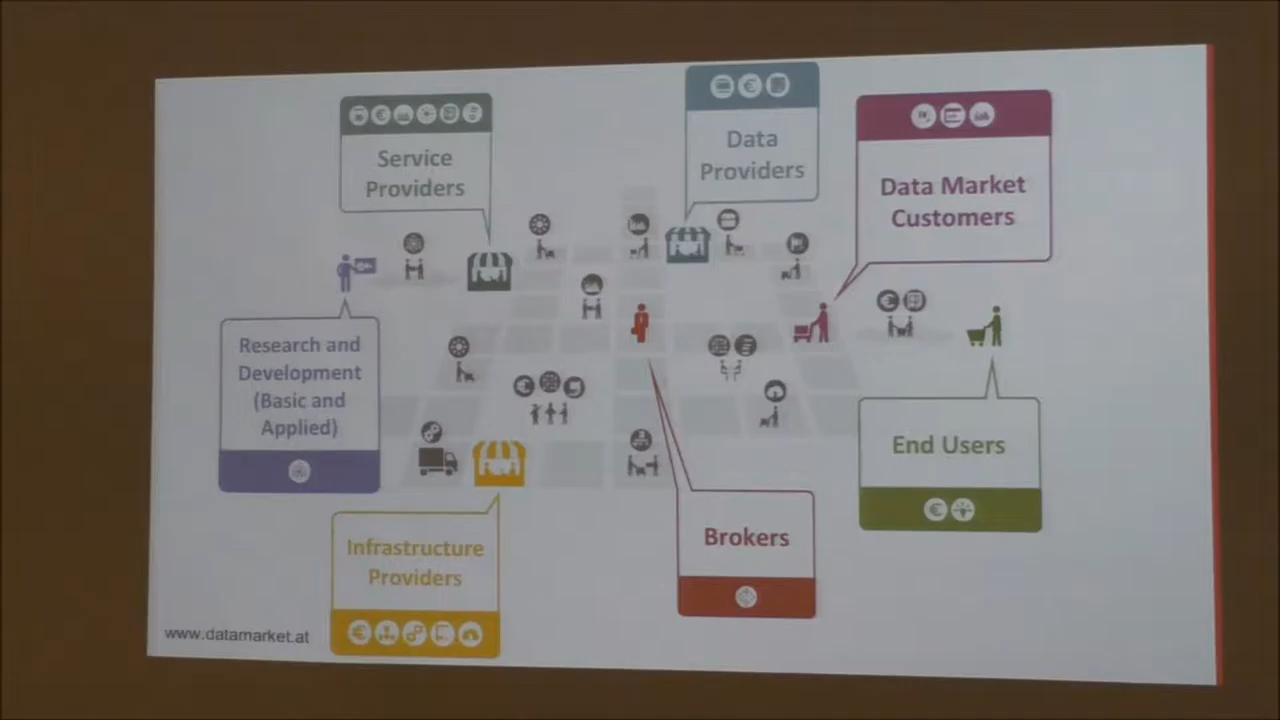 Service
Providers
Data
Providers
Data Market
Customers
Research and
Development
(Basic and
Applied)
End Users
Infrastructure
Providers
Brokers
www.datamarket.at